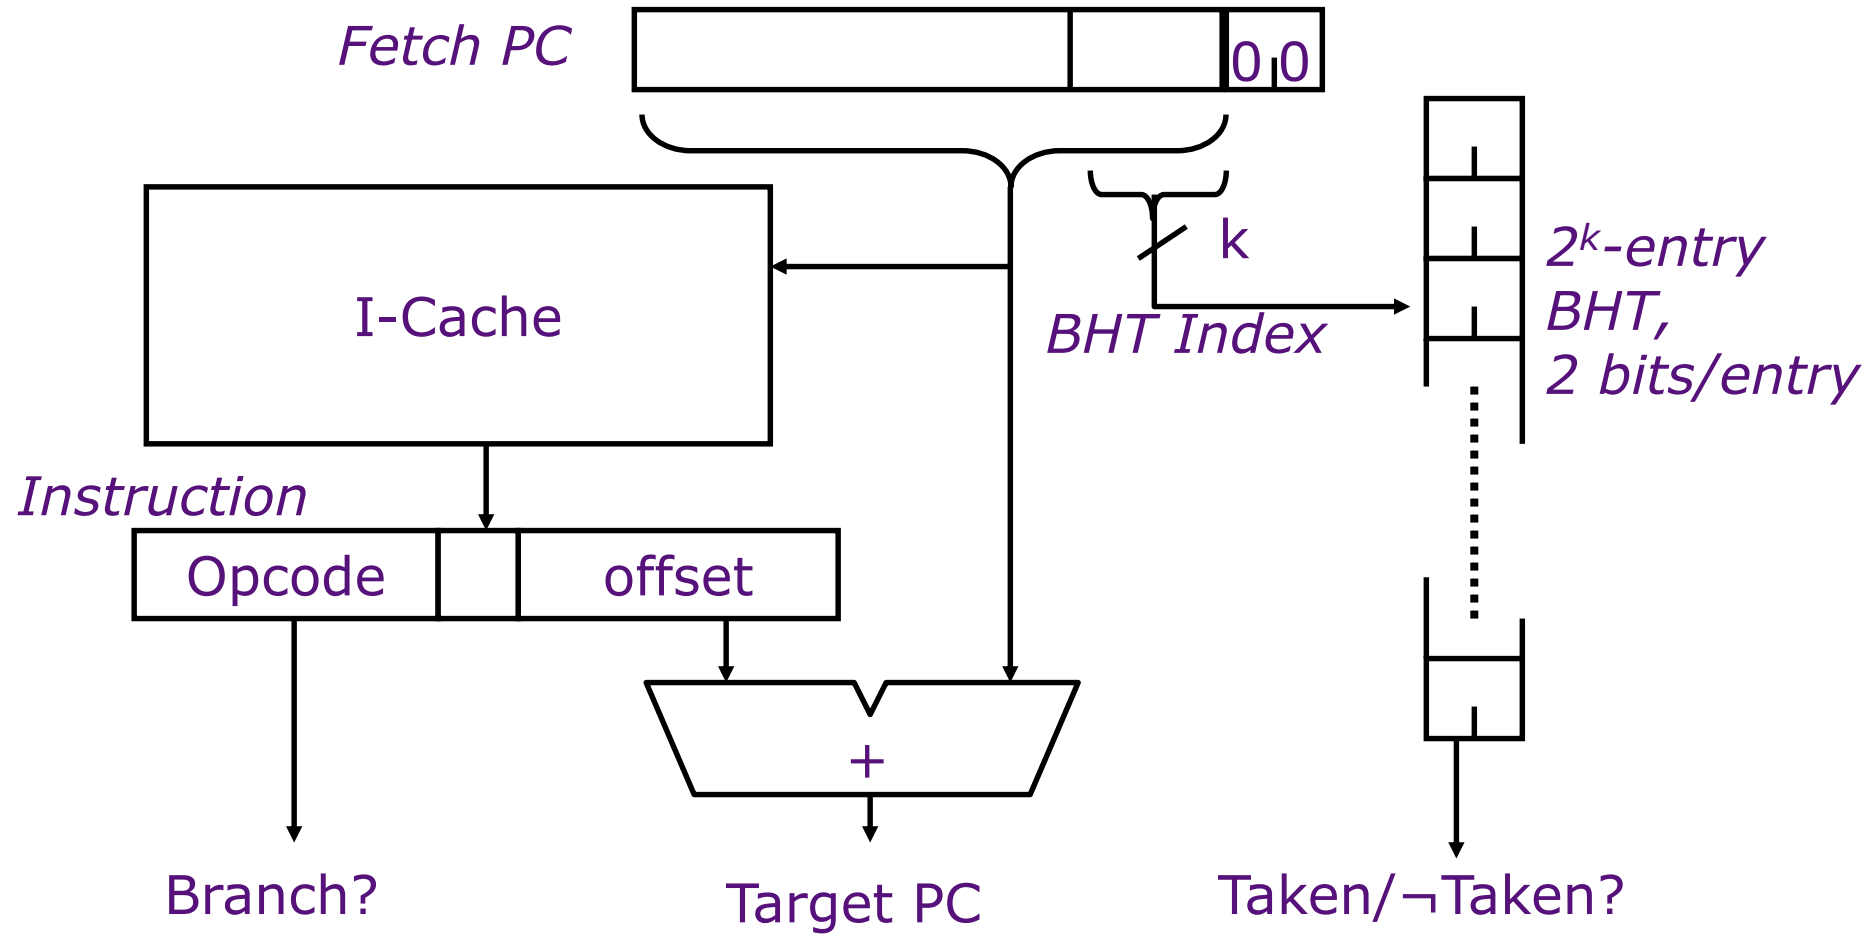 Fetch PC
0 0
k
2ᵏ-entry
BHT,
2 bits/entry
I-Cache
BHT Index
Instruction
Opcode
offset
+
Branch?
Target PC
Taken/¬Taken?